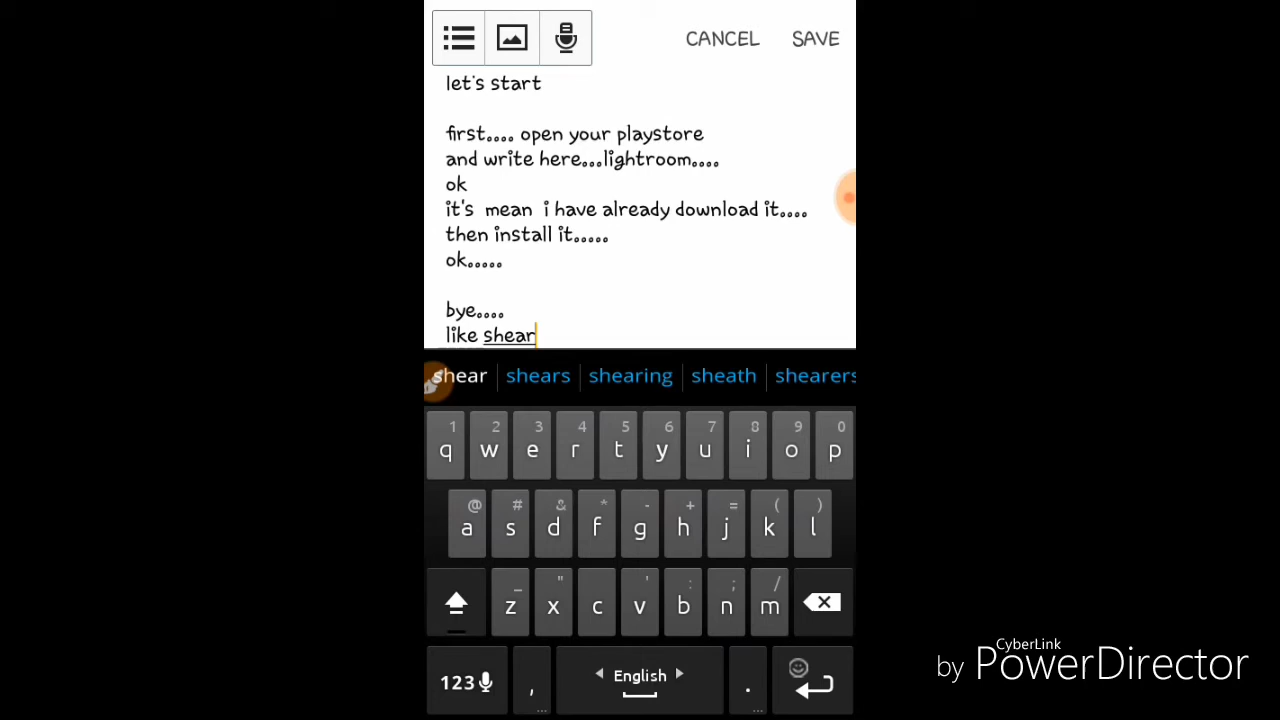 CANCEL SAVE
let's start
first.... open your playstore
and write here...lightroom....
ok
it's mean i have already download it....
then install it.....
ok.....
bye....
like shear
shear shears shearing sheath shearers
1 2 3 4 5 6 7 8 9 0
q w e r t y u i o p
@ # & * - + = ( )
a s d f g h j k l
_ " ' : ; /
z x c v b n m
123 , English . 
CyberLink
by PowerDirector